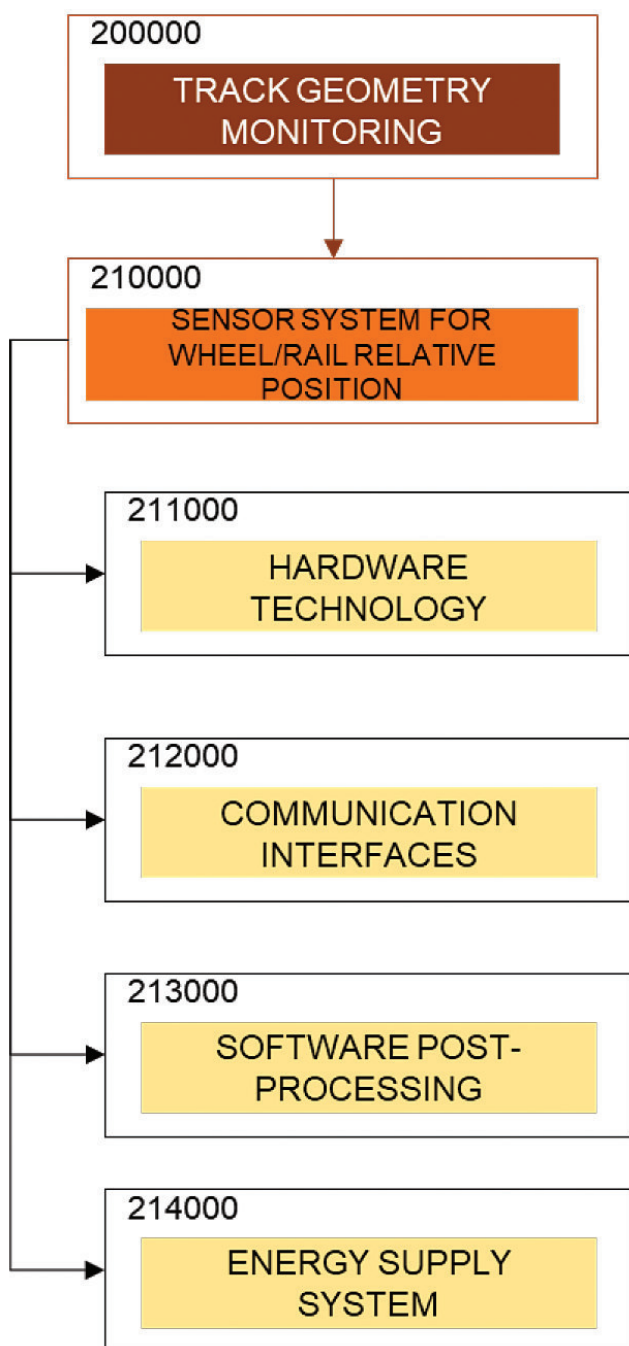 200000
TRACK GEOMETRY
MONITORING
210000
SENSOR SYSTEM FOR
WHEEL/RAIL RELATIVE
POSITION
211000
HARDWARE
TECHNOLOGY
212000
COMMUNICATION
INTERFACES
213000
SOFTWARE POST-
PROCESSING
214000
ENERGY SUPPLY
SYSTEM